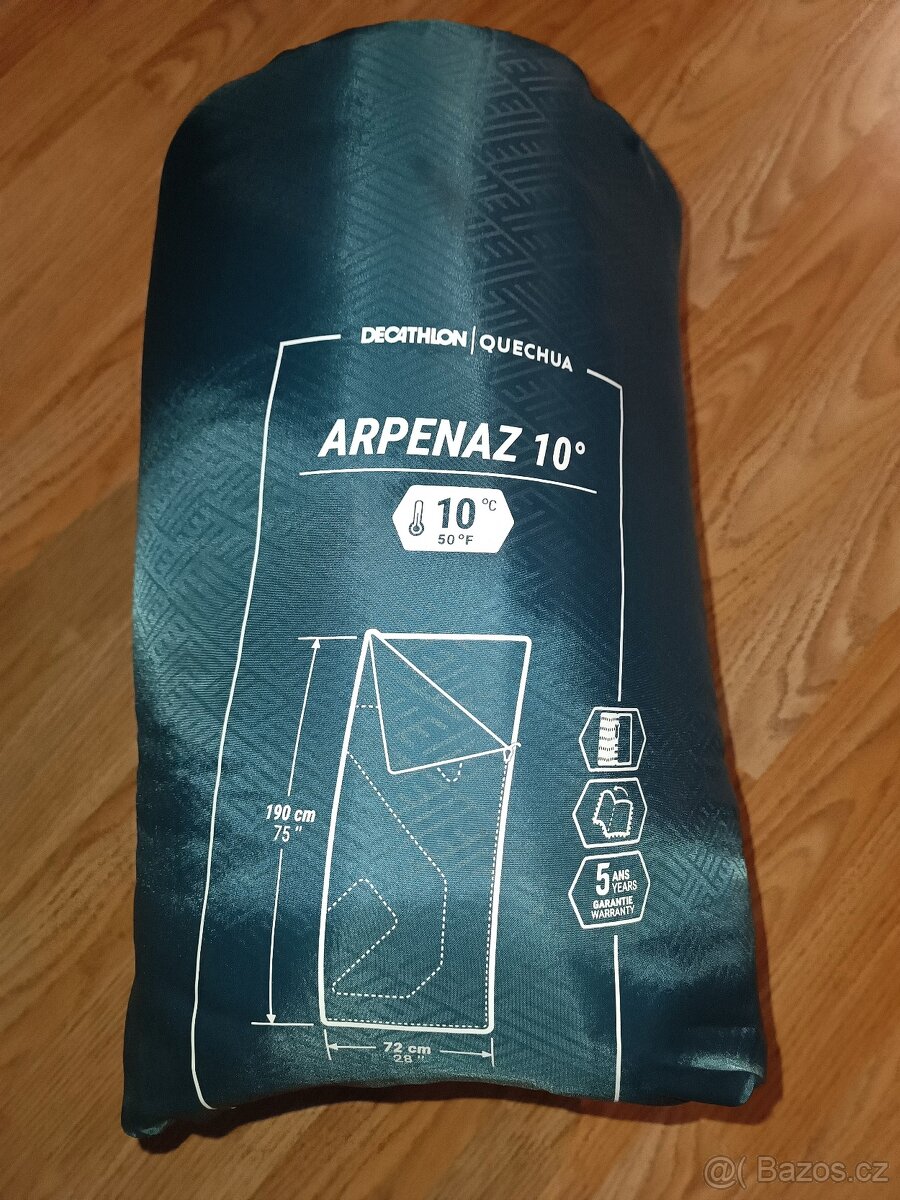 DECATHLON | QUECHUA
ARPENAZ 10°
10 °C
50 °F
190 cm
75 "
5 ANS
YEARS
GARANTIE
WARRANTY
72 cm
28 "
@( Bazos.cz